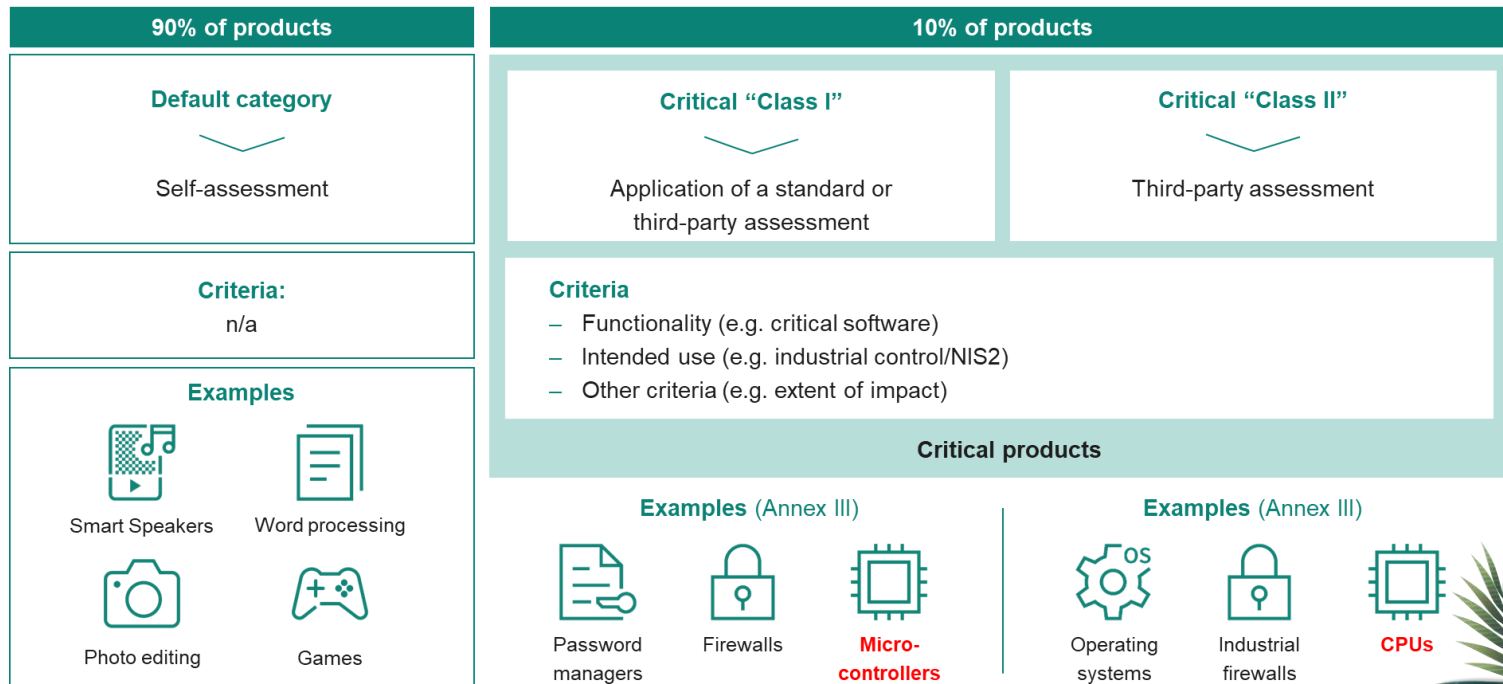 90% of products
10% of products
Default category
Self-assessment
Criteria:
n/a
Examples
Smart Speakers
Word processing
Photo editing
Games
Critical “Class I”
Application of a standard or
third-party assessment
Critical “Class II”
Third-party assessment
Criteria
– Functionality (e.g. critical software)
– Intended use (e.g. industrial control/NIS2)
– Other criteria (e.g. extent of impact)
Critical products
Examples (Annex III)
Password
managers
Firewalls
Micro-
controllers
Examples (Annex III)
OS
Operating
systems
Industrial
firewalls
CPUs